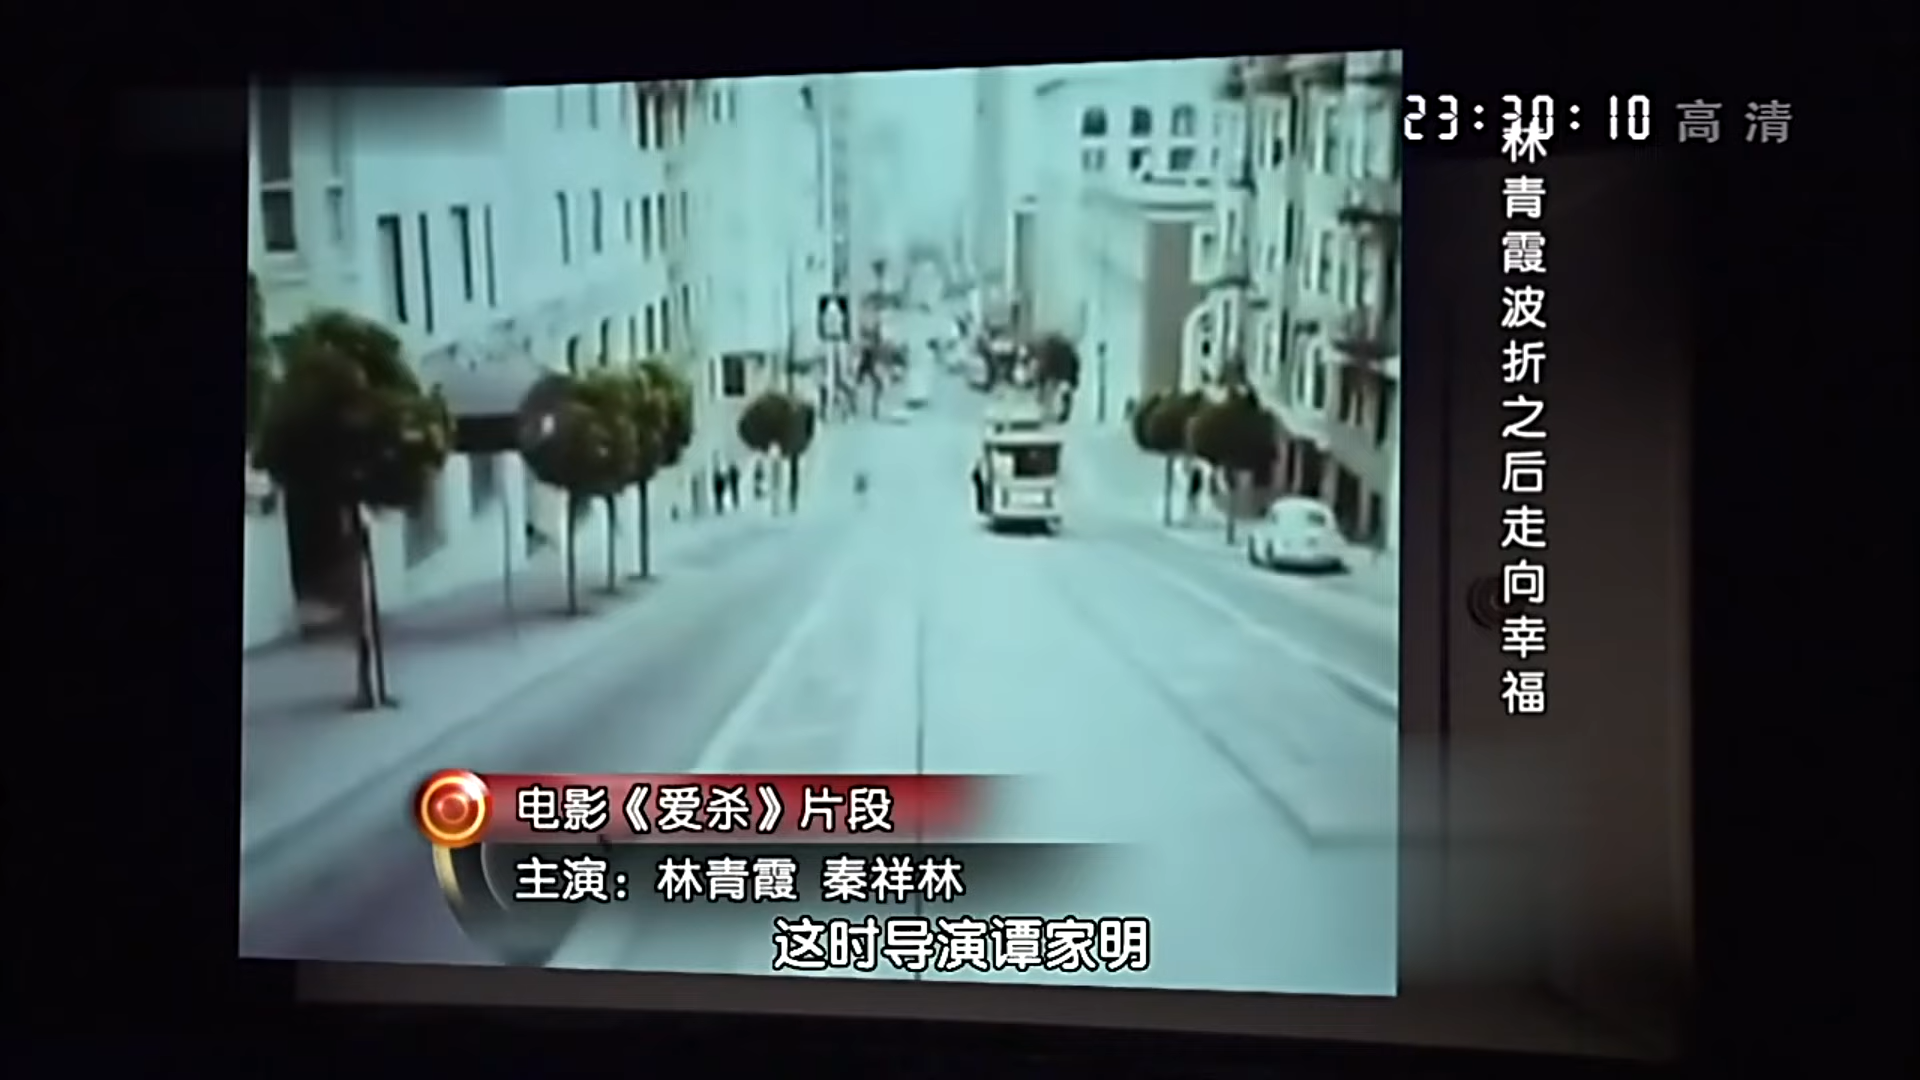 23:30:10 高清
林青霞波折之后走向幸福
电影《爱杀》片段
主演：林青霞 秦祥林
这时导演谭家明